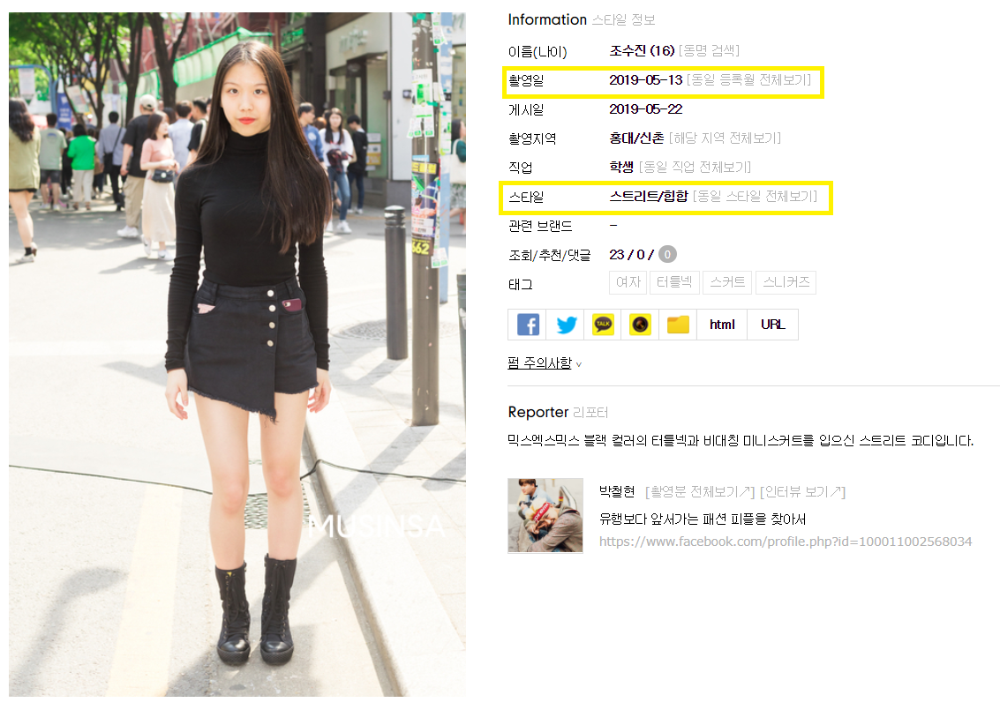 Information 스타일 정보
이름(나이) 조수진 (16) [동명 검색]
촬영일 2019-05-13 [동일 등록월 전체보기]
게시일 2019-05-22
촬영지역 홍대/신촌 [해당 지역 전체보기]
직업 학생 [동일 직업 전체보기]
스타일 스트리트/힙합 [동일 스타일 전체보기]
관련 브랜드 -
조회/추천/댓글 23 / 0 / 0
태그 여자 터틀넥 스커트 스니커즈
TALK html URL
펌 주의사항 v
Reporter 리포터
믹스엑스믹스 블랙 컬러의 터틀넥과 비대칭 미니스커트를 입으신 스트리트 코디입니다.
박철현 [촬영분 전체보기↗] [인터뷰 보기↗]
유행보다 앞서가는 패션 피플을 찾아서
https://www.facebook.com/profile.php?id=100011002568034
MUSINSA
662